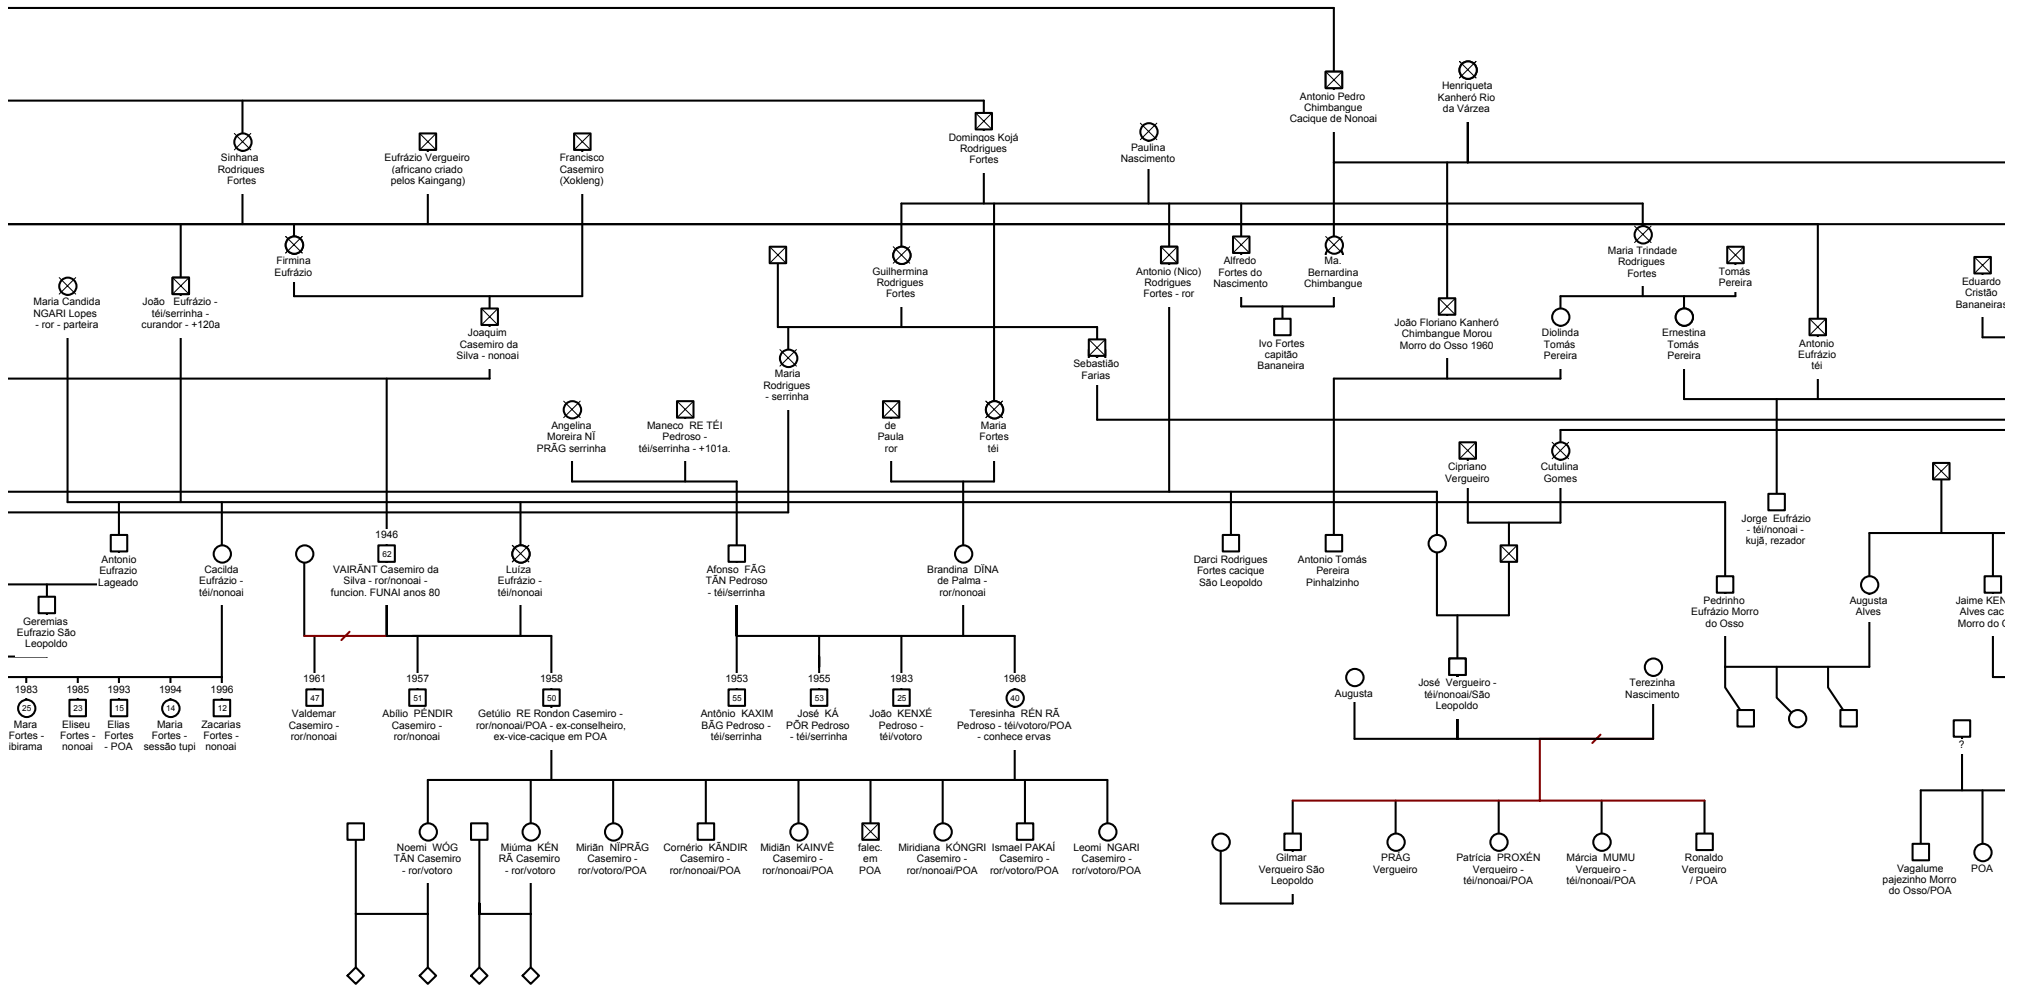 Antonio Pedro
Chimbangue
Cacique de Nonoai
Henriqueta
Kanheró Rio
da Várzea
Sinhana
Rodrigues
Fortes
Eufrázio Vergueiro
(africano criado
pelos Kaingang)
Francisco
Casemiro
(Xokleng)
Domingos Kojá
Rodrigues
Fortes
Paulina
Nascimento
Firmina
Eufrázio
Guilhermina
Rodrigues
Fortes
Antonio (Nico)
Rodrigues
Fortes - ror
Alfredo
Fortes do
Nascimento
Ma.
Bernardina
Chimbangue
Maria Trindade
Rodrigues
Fortes
Tomás
Pereira
Eduardo
Cristão
Bananeiras
Maria Candida
NGARI Lopes
- ror - parteira
João Eufrázio -
téi/serrinha -
curandor - +120a
Joaquim
Casemiro da
Silva - nonoai
Maria
Rodrigues
- serrinha
Sebastião
Farias
Ivo Fortes
capitão
Bananeira
João Floriano Kanheró
Chimbangue Morou
Morro do Osso 1960
Diolinda
Tomás
Pereira
Ernestina
Tomás
Pereira
Antonio
Eufrázio
téi
Angelina
Moreira NĨ
PRÃG serrinha
Maneco RE TÉI
Pedroso -
téi/serrinha - +101a.
de
Paula
ror
Maria
Fortes
téi
Cipriano
Vergueiro
Cutulina
Gomes
Jorge Eufrázio
- téi/nonoai -
kujã, rezador
Antonio
Eufrazio
Lageado
Cacilda
Eufrázio -
téi/nonoai
1946
62
VAIRÃNT Casemiro da
Silva - ror/nonoai -
funcion. FUNAI anos 80
Luíza
Eufrázio -
téi/nonoai
Afonso FÃG
TÃN Pedroso
- téi/serrinha
Brandina DĨNA
de Palma -
ror/nonoai
Darci Rodrigues
Fortes cacique
São Leopoldo
Antonio Tomás
Pereira
Pinhalzinho
Geremias
Eufrazio São
Leopoldo
Pedrinho
Eufrázio Morro
do Osso
Augusta
Alves
Jaime KEN
Alves cac
Morro do
1983
25
Mara
Fortes -
ibirama
1985
23
Eliseu
Fortes -
nonoai
1993
15
Elias
Fortes
- POA
1994
14
Maria
Fortes -
sessão tupi
1996
12
Zacarias
Fortes -
nonoai
1961
47
Valdemar
Casemiro -
ror/nonoai
1957
51
Abílio PÉNDIR
Casemiro -
ror/nonoai
1958
50
Getúlio RE Rondon Casemiro -
ror/nonoai/POA - ex-conselheiro,
ex-vice-cacique em POA
1953
55
Antônio KAXIM
BÃG Pedroso -
téi/serrinha
1955
53
José KÁ
PÕR Pedroso
- téi/serrinha
1983
25
João KENXÉ
Pedroso -
téi/votoro
1968
40
Teresinha RÉN RÃ
Pedroso - téi/votoro/POA
- conhece ervas
Augusta
José Vergueiro -
téi/nonoai/São
Leopoldo
Terezinha
Nascimento
?
Noemi WÓG
TÃN Casemiro
- ror/votoro
Miúma KÉN
RÃ Casemiro
- ror/votoro
Miriãn NĨPRÃG
Casemiro -
ror/votoro/POA
Cornério KÃNDIR
Casemiro -
ror/nonoai/POA
Midiãn KAINVÊ
Casemiro -
ror/nonoai/POA
falec.
em
POA
Miridiana KÓNGRI
Casemiro -
ror/nonoai/POA
Ismael PAKAÍ
Casemiro -
ror/votoro/POA
Leomi NGARI
Casemiro -
ror/votoro/POA
Gilmar
Vergueiro São
Leopoldo
PRÃG
Vergueiro
Patrícia PROXÉN
Vergueiro -
téi/nonoai/POA
Márcia MUMU
Vergueiro -
téi/nonoai/POA
Ronaldo
Vergueiro
/ POA
Vagalume
pajezinho Morro
do Osso/POA
POA